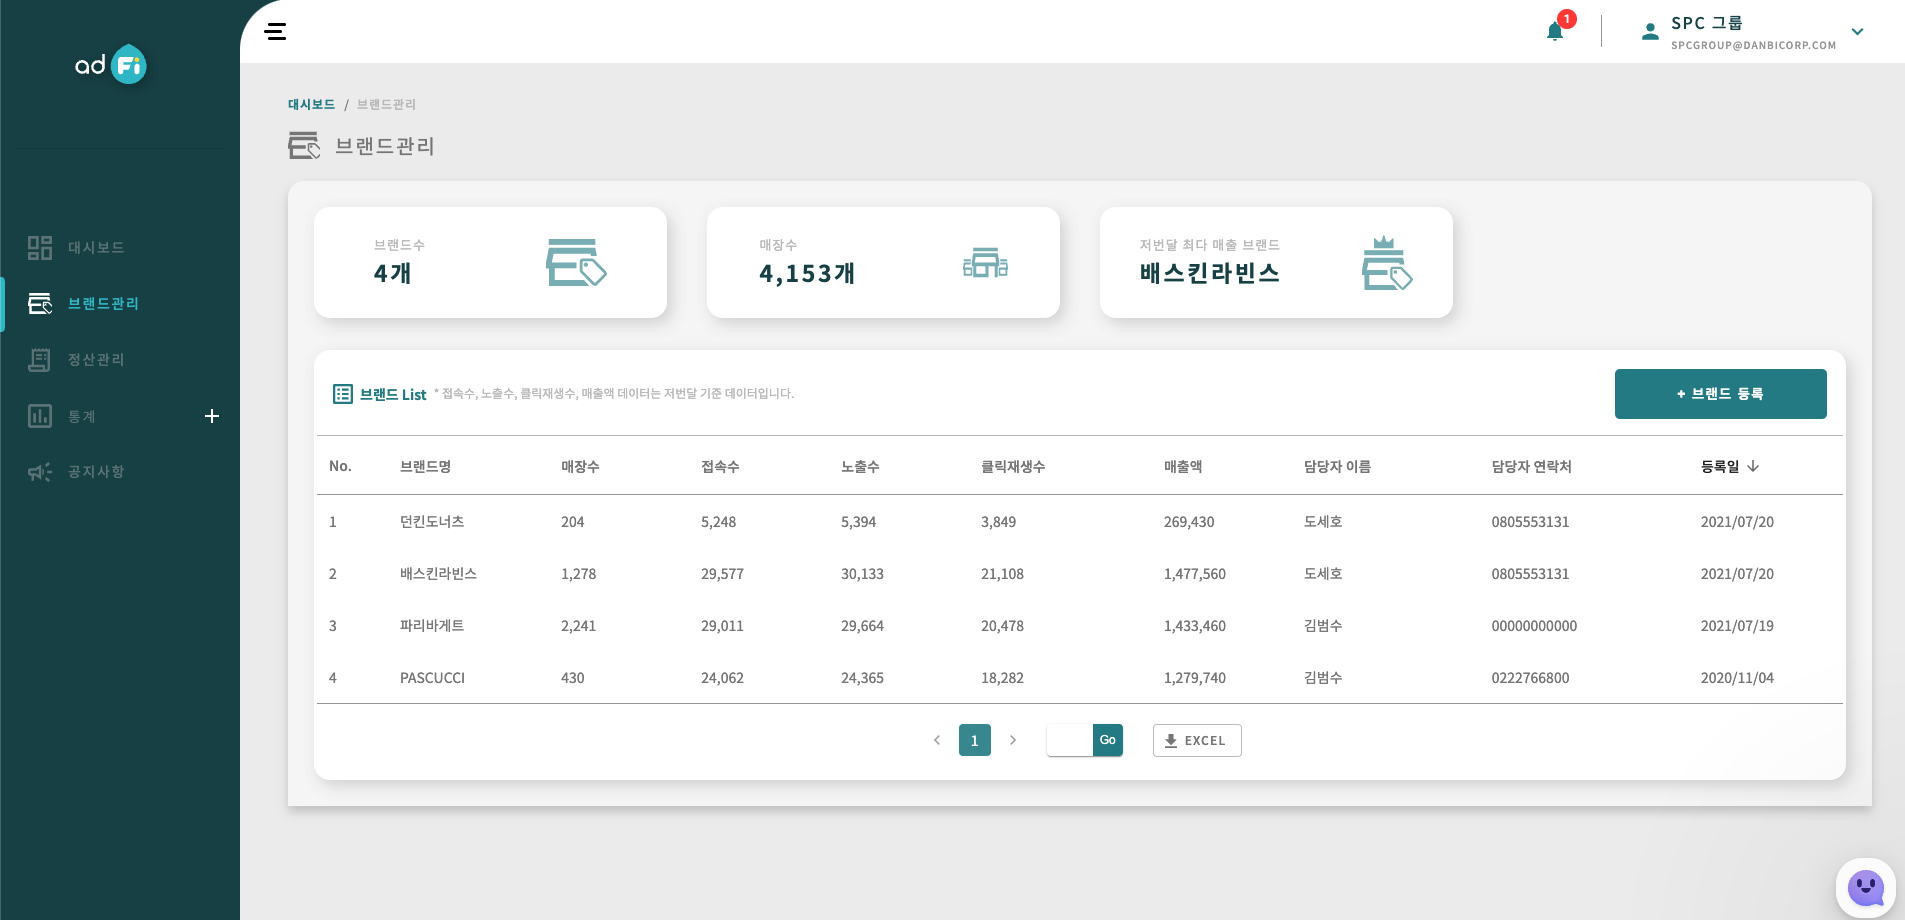 ad Fi
1
SPC 그룹
SPCGROUP@DANBICORP.COM
대시보드
브랜드관리
정산관리
통계
공지사항
대시보드 / 브랜드관리
브랜드관리
브랜드수
4개
매장수
4,153개
저번달 최다 매출 브랜드
배스킨라빈스
브랜드 List * 접속수, 노출수, 클릭재생수, 매출액 데이터는 저번달 기준 데이터입니다.
+ 브랜드 등록
No. 브랜드명 매장수 접속수 노출수 클릭재생수 매출액 담당자 이름 담당자 연락처 등록일
1 던킨도너츠 204 5,248 5,394 3,849 269,430 도세호 0805553131 2021/07/20
2 배스킨라빈스 1,278 29,577 30,133 21,108 1,477,560 도세호 0805553131 2021/07/20
3 파리바게트 2,241 29,011 29,664 20,478 1,433,460 김범수 00000000000 2021/07/19
4 PASCUCCI 430 24,062 24,365 18,282 1,279,740 김범수 0222766800 2020/11/04
1 Go EXCEL